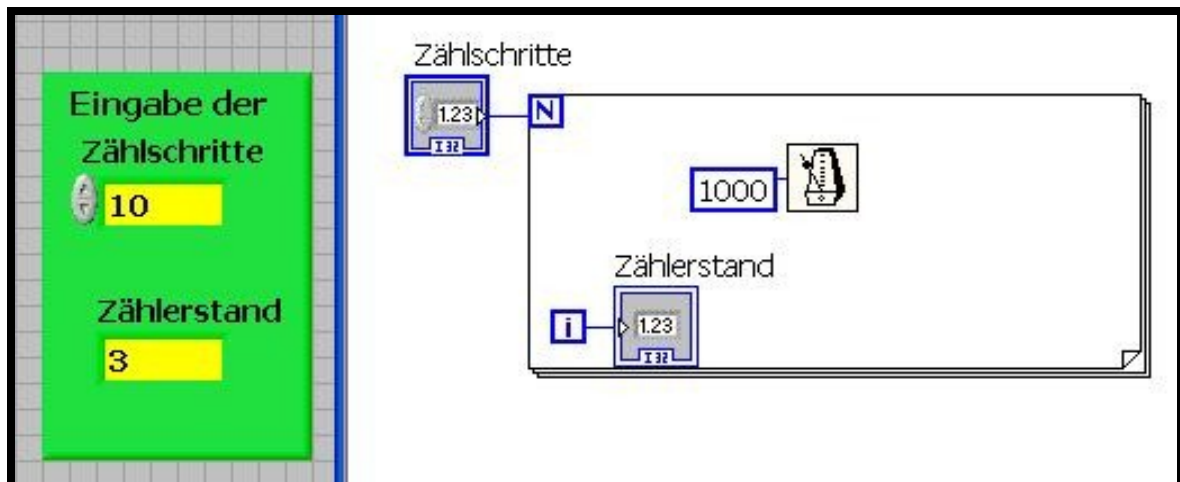 Eingabe der
Zählschritte
10
Zählerstand
3
Zählschritte
1.23
I32
N
1000
Zählerstand
i
1.23
I32